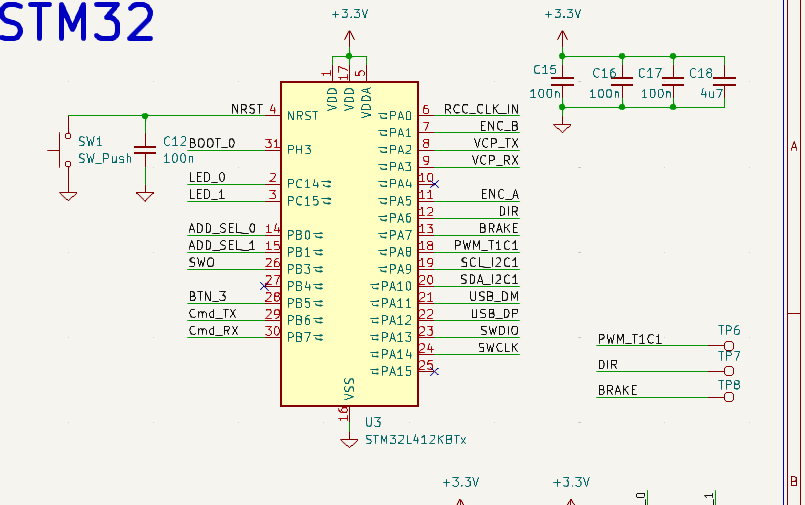 STM32
+3.3V
+3.3V
1
17
5
VDD
VDD
VDDA
C15
100n
C16
100n
C17
100n
C18
4u7
NRST 4 NRST
SW1
SW_Push
C12
100n
BOOT_0 31 PH3
LED_0 2 PC14
LED_1 3 PC15
ADD_SEL_0 14 PB0
ADD_SEL_1 15 PB1
SWO 26 PB3
27 PB4
BTN_3 28 PB5
Cmd_TX 29 PB6
Cmd_RX 30 PB7
PA0 6 RCC_CLK_IN
PA1 7 ENC_B
PA2 8 VCP_TX
PA3 9 VCP_RX
PA4 10
PA5 11 ENC_A
PA6 12 DIR
PA7 13 BRAKE
PA8 18 PWM_T1C1
PA9 19 SCL_I2C1
PA10 20 SDA_I2C1
PA11 21 USB_DM
PA12 22 USB_DP
PA13 23 SWDIO
PA14 24 SWCLK
PA15 25
VSS
16
U3
STM32L412KBTx
PWM_T1C1 TP6
DIR TP7
BRAKE TP8
A
B
+3.3V
+3.3V
_0
_1